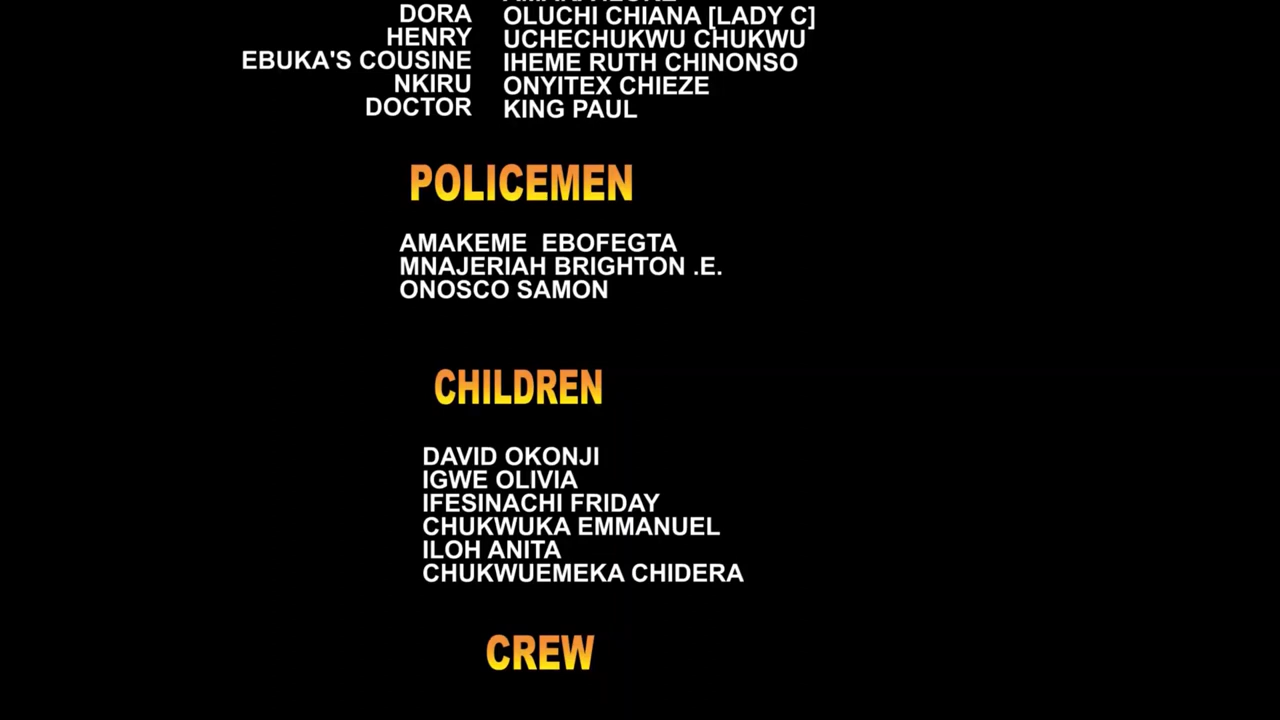 DORA OLUCHI CHIANA [LADY C]
HENRY UCHECHUKWU CHUKWU
EBUKA'S COUSINE IHEME RUTH CHINONSO
NKIRU ONYITEX CHIEZE
DOCTOR KING PAUL
POLICEMEN
AMAKEME EBOFEGTA
MNAJERIAH BRIGHTON .E.
ONOSCO SAMON
CHILDREN
DAVID OKONJI
IGWE OLIVIA
IFESINACHI FRIDAY
CHUKWUKA EMMANUEL
ILOH ANITA
CHUKWUEMEKA CHIDERA
CREW